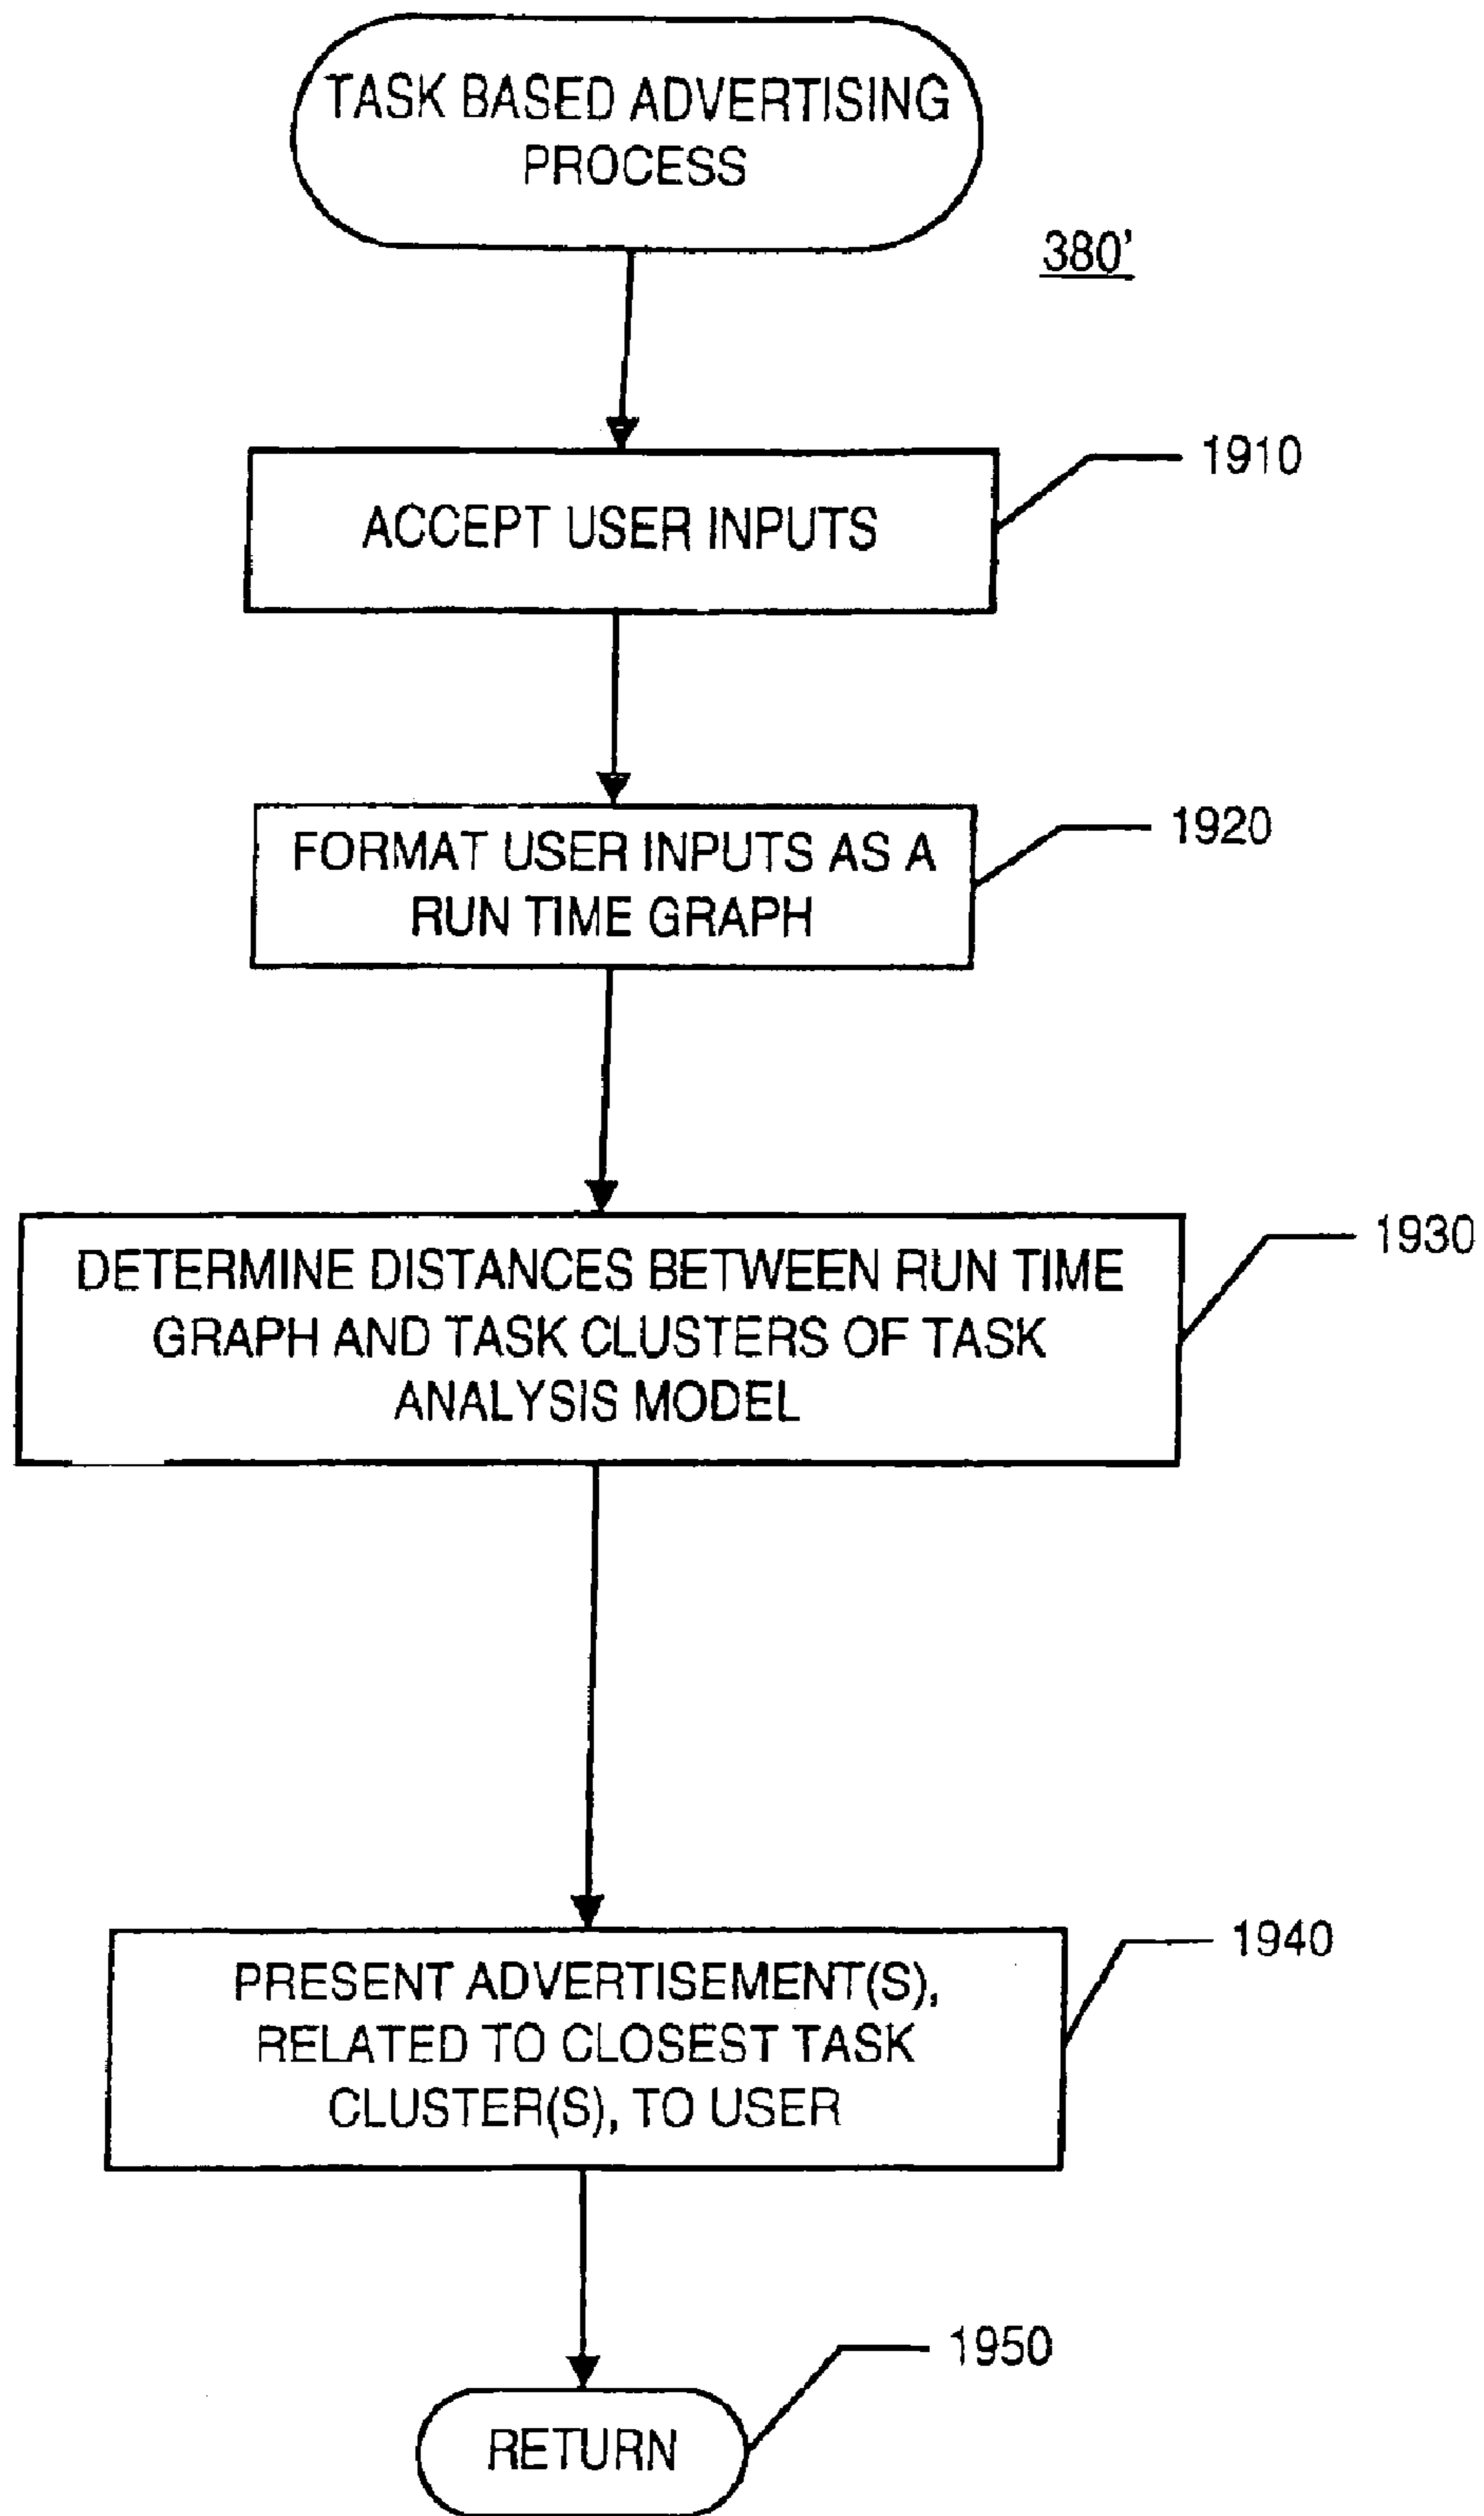 TASK BASED ADVERTISING
PROCESS
380'
1910
ACCEPT USER INPUTS
1920
FORMAT USER INPUTS AS A
RUN TIME GRAPH
1930
DETERMINE DISTANCES BETWEEN RUN TIME
GRAPH AND TASK CLUSTERS OF TASK
ANALYSIS MODEL
1940
PRESENT ADVERTISEMENT(S),
RELATED TO CLOSEST TASK
CLUSTER(S), TO USER
1950
RETURN